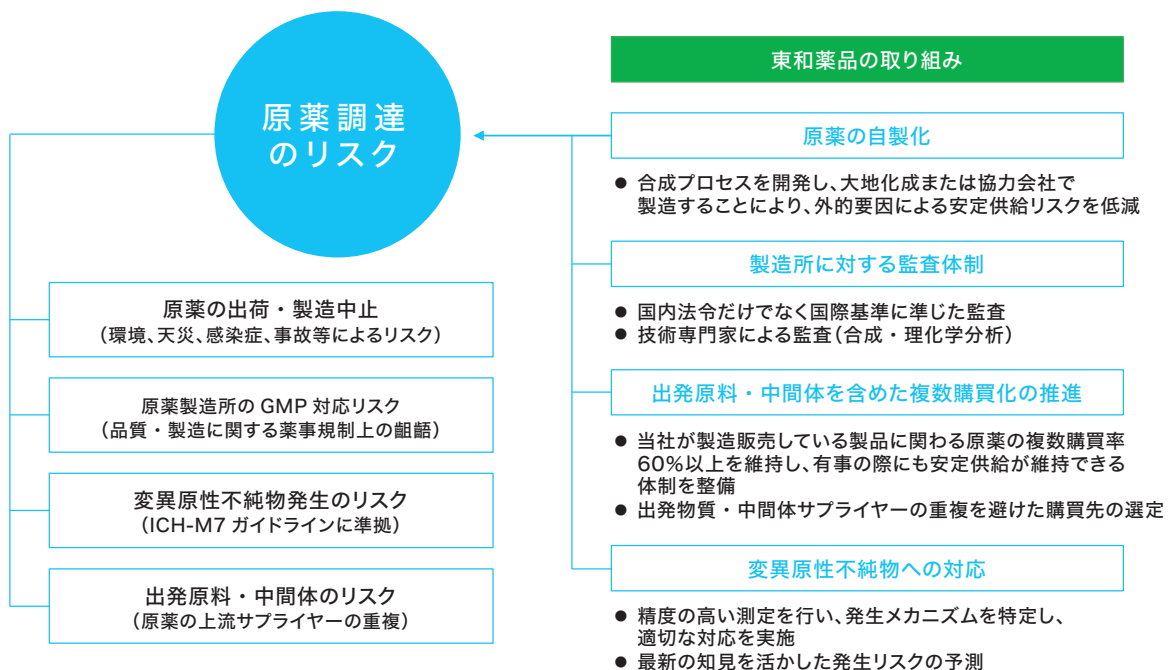 原薬調達
のリスク
原薬の出荷・製造中止
（環境、天災、感染症、事故等によるリスク）
原薬製造所の GMP 対応リスク
（品質・製造に関する薬事規制上の齟齬）
変異原性不純物発生のリスク
（ICH-M7 ガイドラインに準拠）
出発原料・中間体のリスク
（原薬の上流サプライヤーの重複）
東和薬品の取り組み
原薬の自製化
● 合成プロセスを開発し、大地化成または協力会社で
製造することにより、外的要因による安定供給リスクを低減
製造所に対する監査体制
● 国内法令だけでなく国際基準に準じた監査
● 技術専門家による監査（合成・理化学分析）
出発原料・中間体を含めた複数購買化の推進
● 当社が製造販売している製品に関わる原薬の複数購買率
60%以上を維持し、有事の際にも安定供給が維持できる
体制を整備
● 出発物質・中間体サプライヤーの重複を避けた購買先の選定
変異原性不純物への対応
● 精度の高い測定を行い、発生メカニズムを特定し、
適切な対応を実施
● 最新の知見を活かした発生リスクの予測